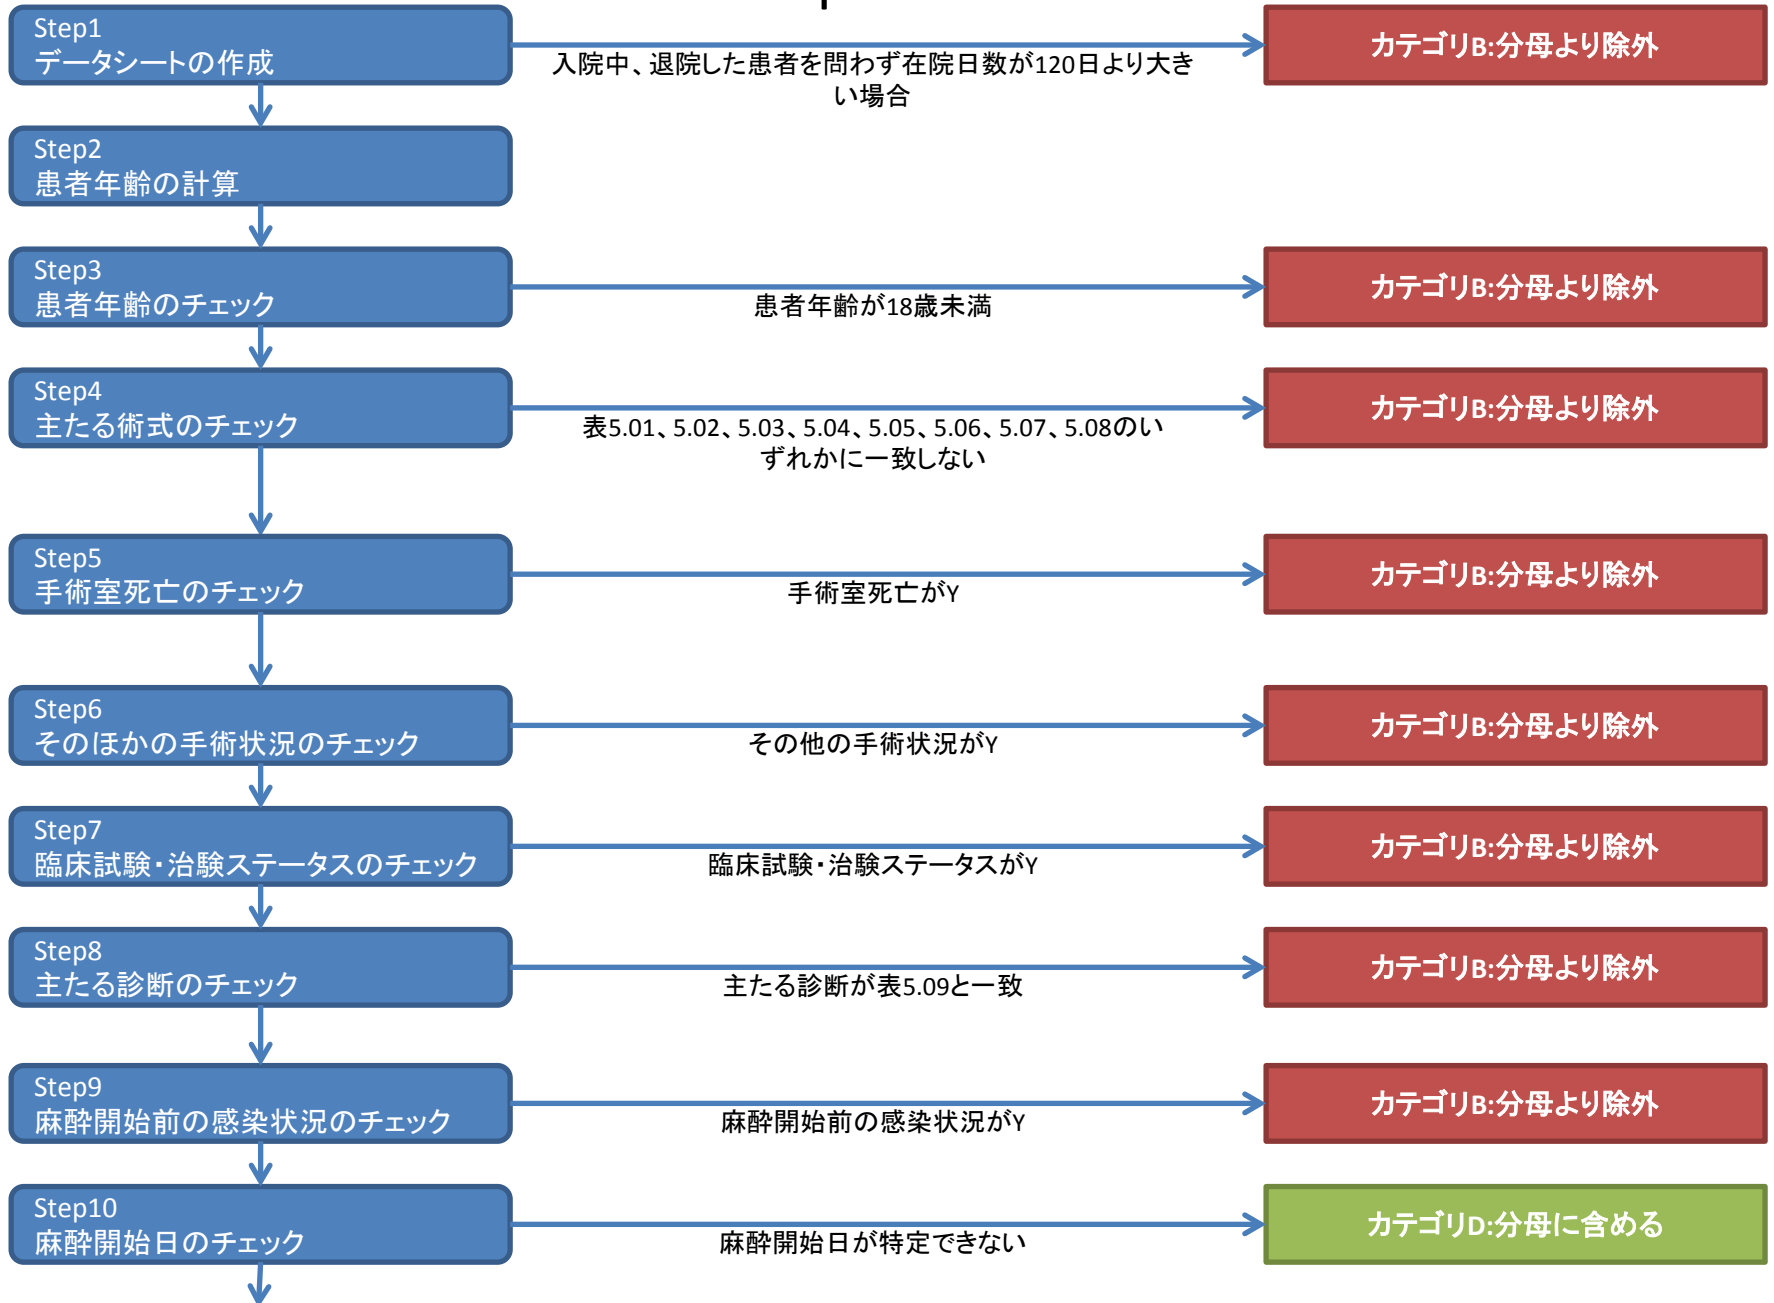 Step1
データシートの作成
入院中、退院した患者を問わず在院日数が120日より大き
い場合
カテゴリB:分母より除外
Step2
患者年齢の計算
Step3
患者年齢のチェック
患者年齢が18歳未満
カテゴリB:分母より除外
Step4
主たる術式のチェック
表5.01、5.02、5.03、5.04、5.05、5.06、5.07、5.08のい
ずれかに一致しない
カテゴリB:分母より除外
Step5
手術室死亡のチェック
手術室死亡がY
カテゴリB:分母より除外
Step6
そのほかの手術状況のチェック
その他の手術状況がY
カテゴリB:分母より除外
Step7
臨床試験・治験ステータスのチェック
臨床試験・治験ステータスがY
カテゴリB:分母より除外
Step8
主たる診断のチェック
主たる診断が表5.09と一致
カテゴリB:分母より除外
Step9
麻酔開始前の感染状況のチェック
麻酔開始前の感染状況がY
カテゴリB:分母より除外
Step10
麻酔開始日のチェック
麻酔開始日が特定できない
カテゴリD:分母に含める